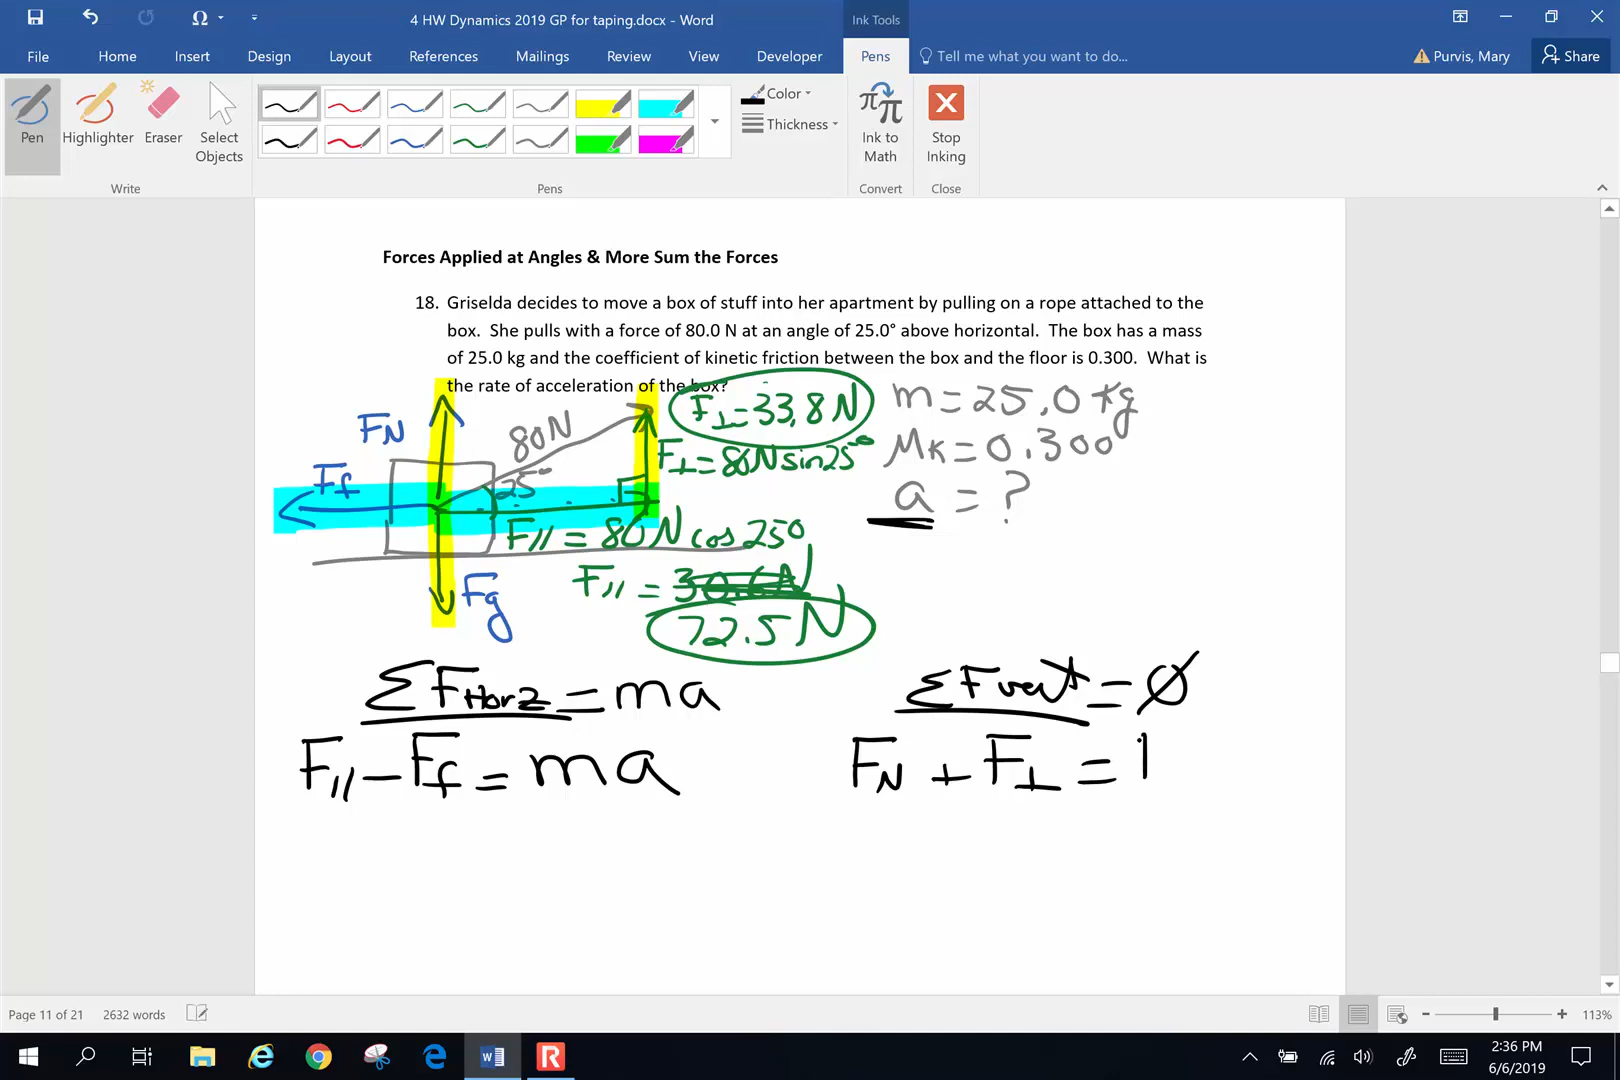 4 HW Dynamics 2019 GP for taping.docx - Word
Ink Tools
File Home Insert Design Layout References Mailings Review View Developer Pens Tell me what you want to do... Purvis, Mary Share
Pen Highlighter Eraser Select Objects
Color
Thickness
Ink to Math
Stop Inking
Write Pens Convert Close
Forces Applied at Angles & More Sum the Forces
18. Griselda decides to move a box of stuff into her apartment by pulling on a rope attached to the
box. She pulls with a force of 80.0 N at an angle of 25.0° above horizontal. The box has a mass
of 25.0 kg and the coefficient of kinetic friction between the box and the floor is 0.300. What is
the rate of acceleration of the box?
F⊥=33,8 N
m=25.0 kg
FN
80N
F⊥=80N sin25°
μK=0.300
Ff
25°
a = ?
F// = 80N cos 25°
Fg
F// =
72.5 N
ΣFHorz = ma
ΣFvert = Ø
F// - Ff = ma
FN + F⊥ = 
Page 11 of 21 2632 words 113%
2:36 PM
6/6/2019